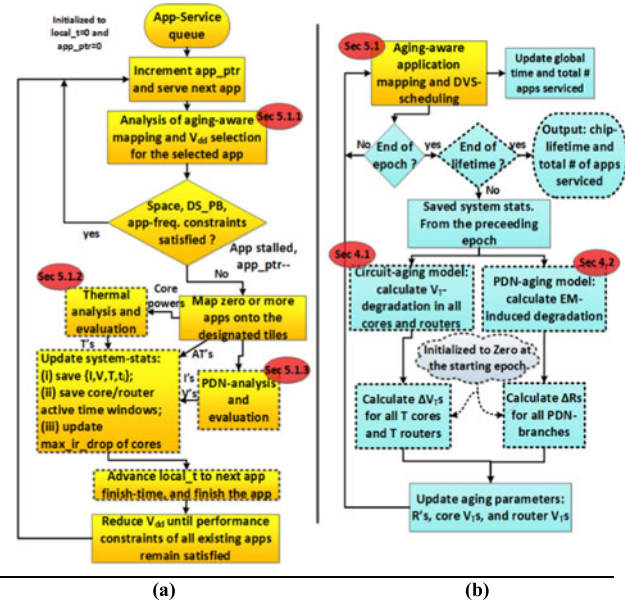 Initialized to
local_t=0 and
app_ptr=0
App-Service
queue
Increment app_ptr
and serve next app
Sec 5.1.1
Analysis of aging-aware
mapping and Vdd selection
for the selected app
Space, DS_PB,
app-freq. constraints
satisfied ?
yes
App stalled,
app_ptr--
No
Sec 5.1.2
Core
powers
Thermal
analysis and
evaluation
Map zero or more
apps onto the
designated tiles
T's
AT's
Sec 5.1.3
Update system-stats:
(i) save {I,V,T,tᵢ};
(ii) save core/router
active time windows;
(iii) update
max_ir_drop of cores
I's
V's
PDN-analysis
and
evaluation
Advance local_t to next app
finish-time, and finish the app
Reduce Vdd until performance
constraints of all existing apps
remain satisfied
(a)
Sec 5.1
Aging-aware
application
mapping and DVS-
scheduling
Update global
time and total #
apps serviced
No
End of
epoch ?
yes
End of
lifetime ?
yes
Output: chip-
lifetime and
total # of apps
serviced
No
Saved system stats.
From the preceeding
epoch
Sec 4.1
Sec 4,2
Circuit-aging model:
calculate VT-
degradation in all
cores and routers
PDN-aging model:
calculate EM-
induced degradation
Initialized to Zero at
the starting epoch
Calculate ΔVTs
for all T cores
and T routers
Calculate ΔRs
for all PDN-
branches
Update aging parameters:
R's, core VTs, and router VTs
(b)